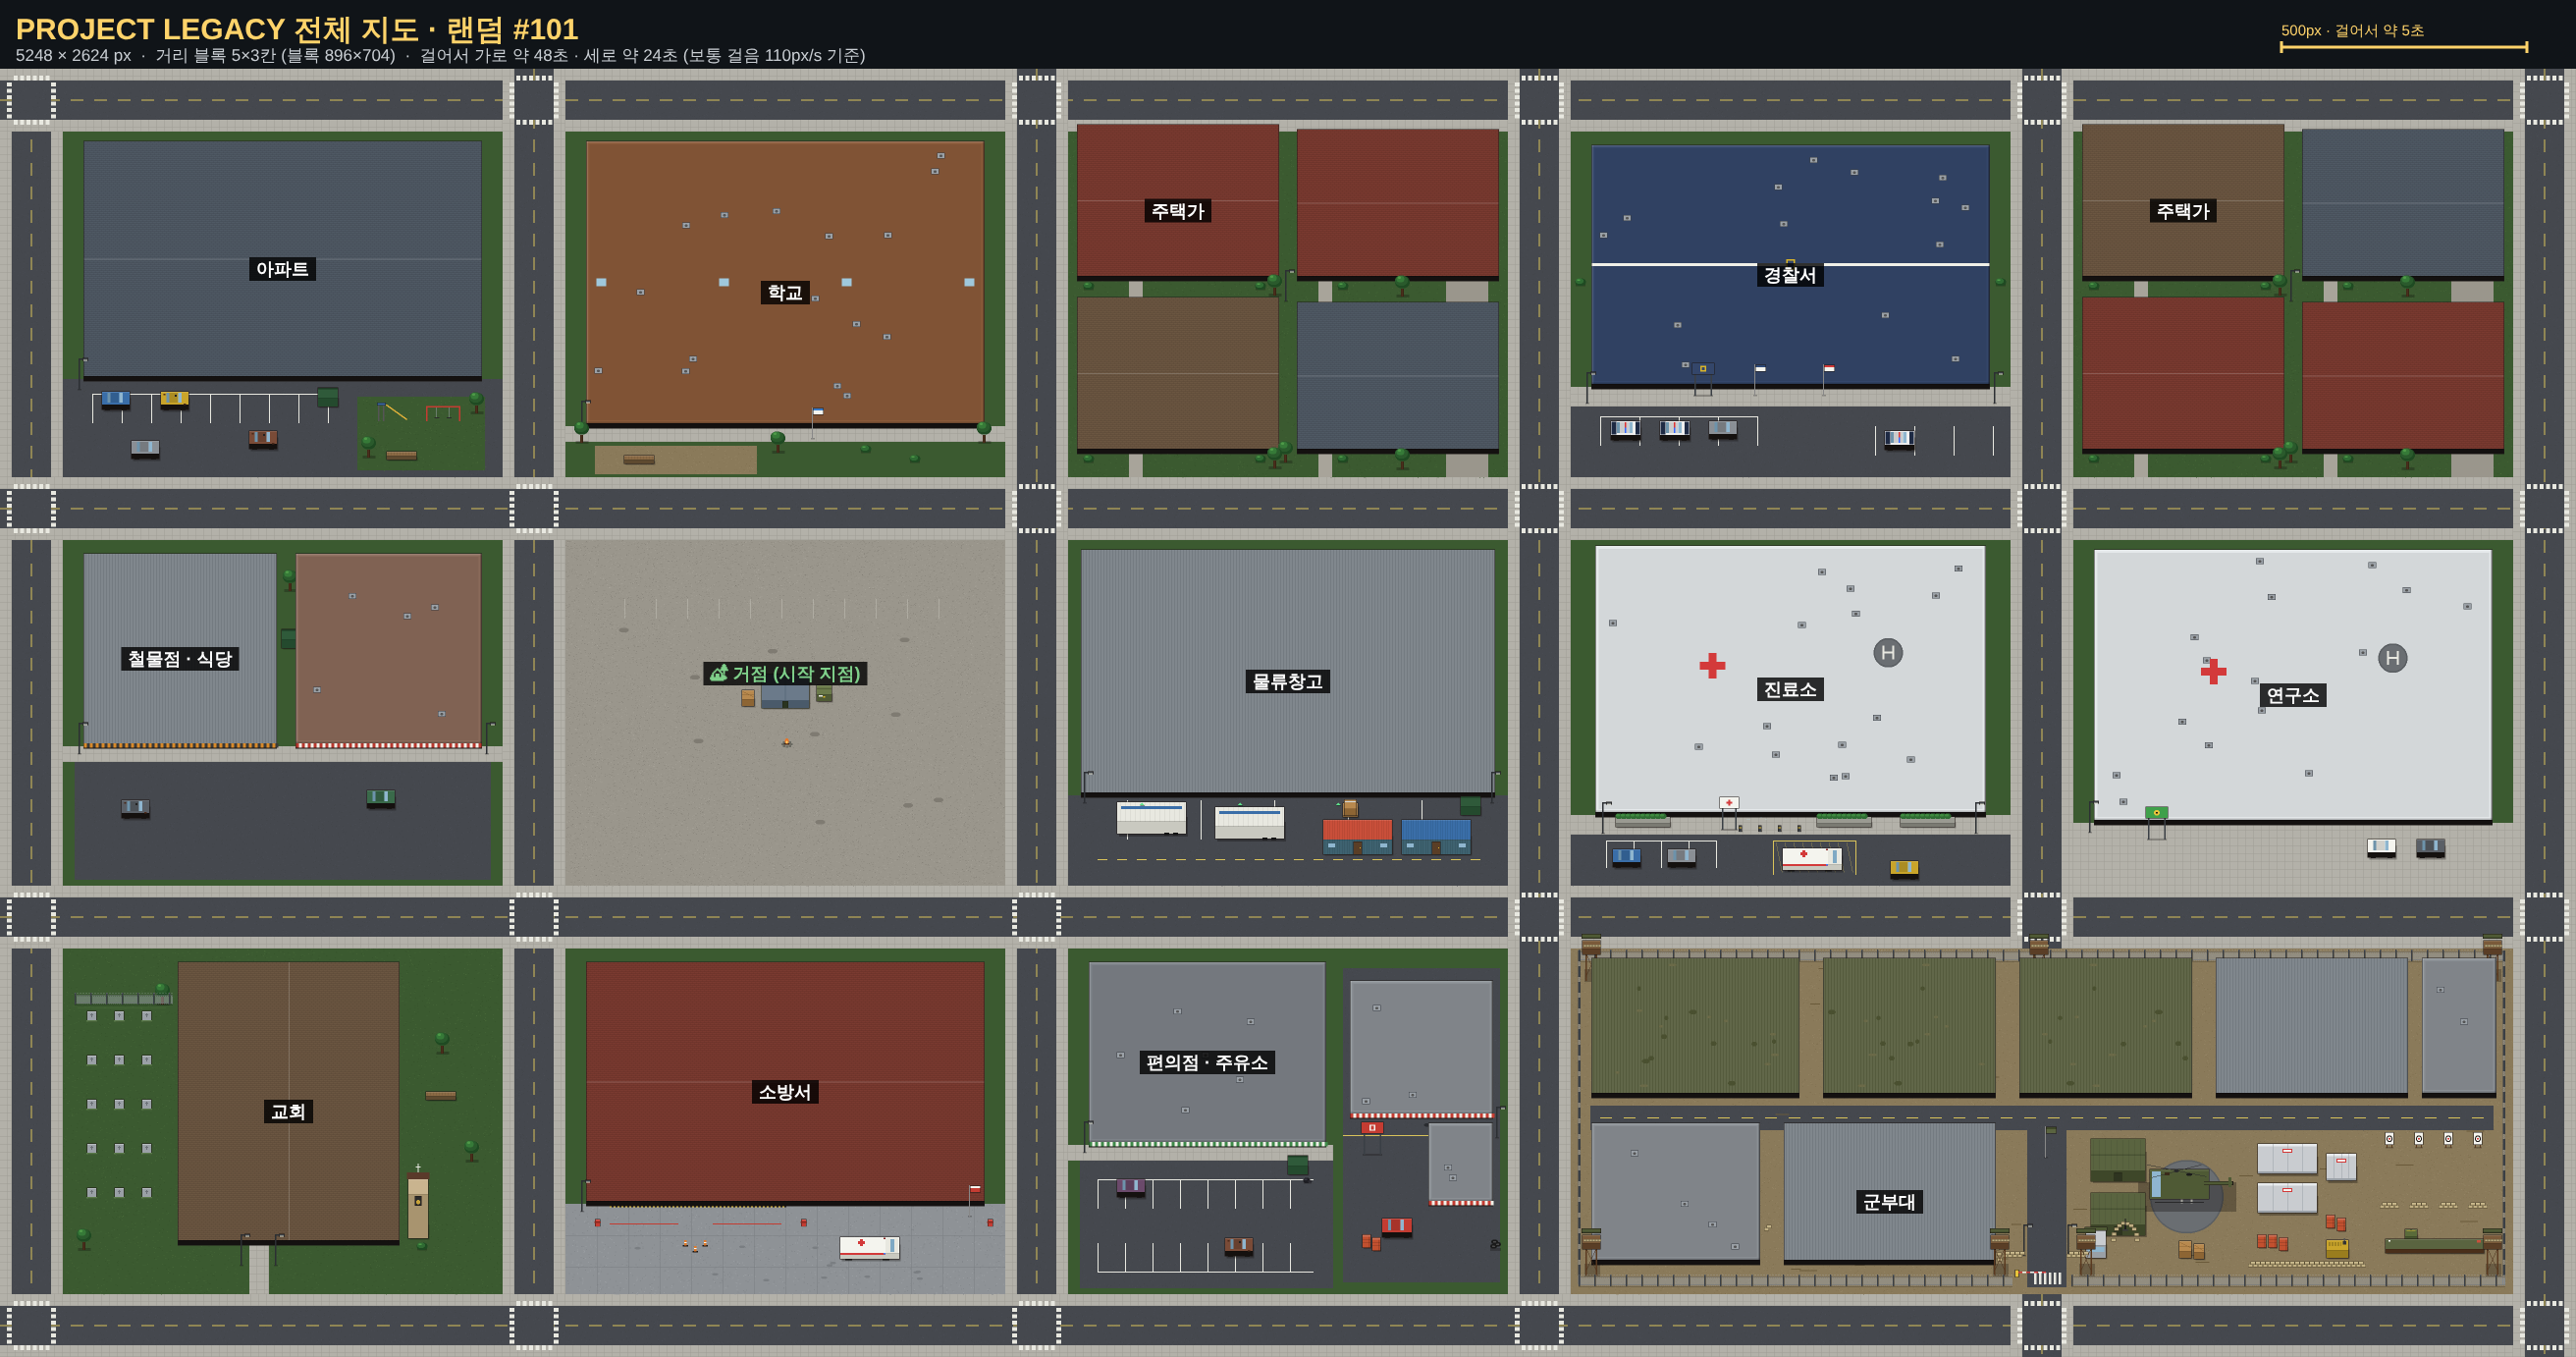 PROJECT LEGACY 전체 지도 · 랜덤 #101
5248 × 2624 px · 거리 블록 5×3칸 (블록 896×704) · 걸어서 가로 약 48초 · 세로 약 24초 (보통 걸음 110px/s 기준)
500px · 걸어서 약 5초
아파트
학교
주택가
경찰서
주택가
철물점 · 식당
거점 (시작 지점)
물류창고
진료소
H
연구소
H
교회
소방서
편의점 · 주유소
군부대